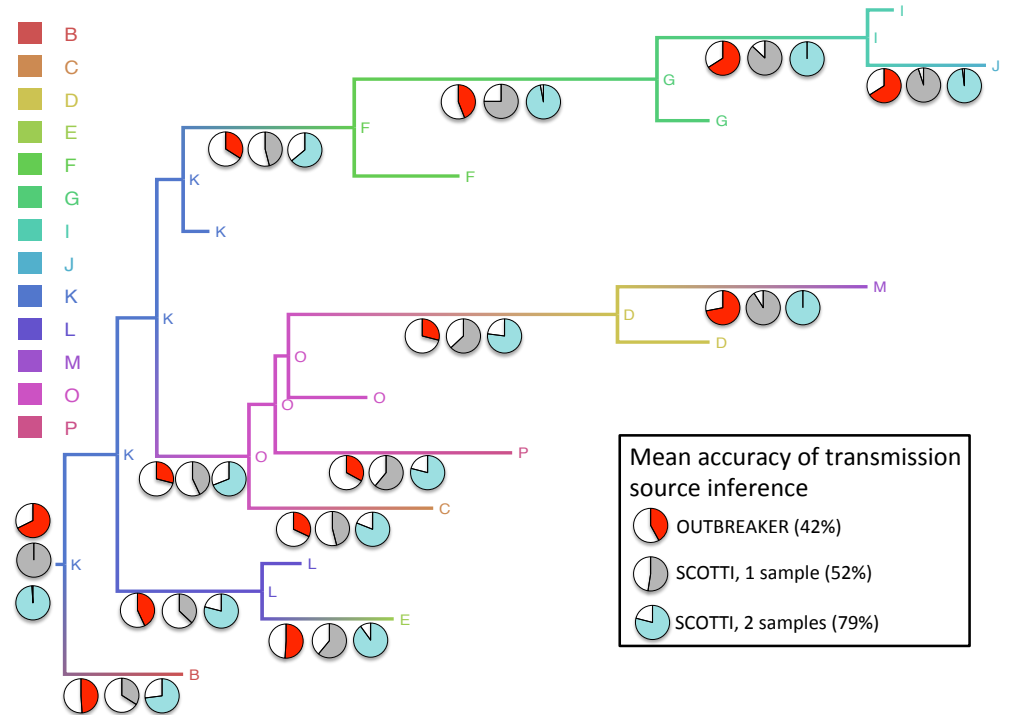 B
C
D
E
F
G
I
J
K
L
M
O
P
I
I
J
G
G
F
F
K
K
K
M
D
D
O
O
O
O
P
C
K
L
L
E
K
B
Mean accuracy of transmission
source inference
OUTBREAKER (42%)
SCOTTI, 1 sample (52%)
SCOTTI, 2 samples (79%)